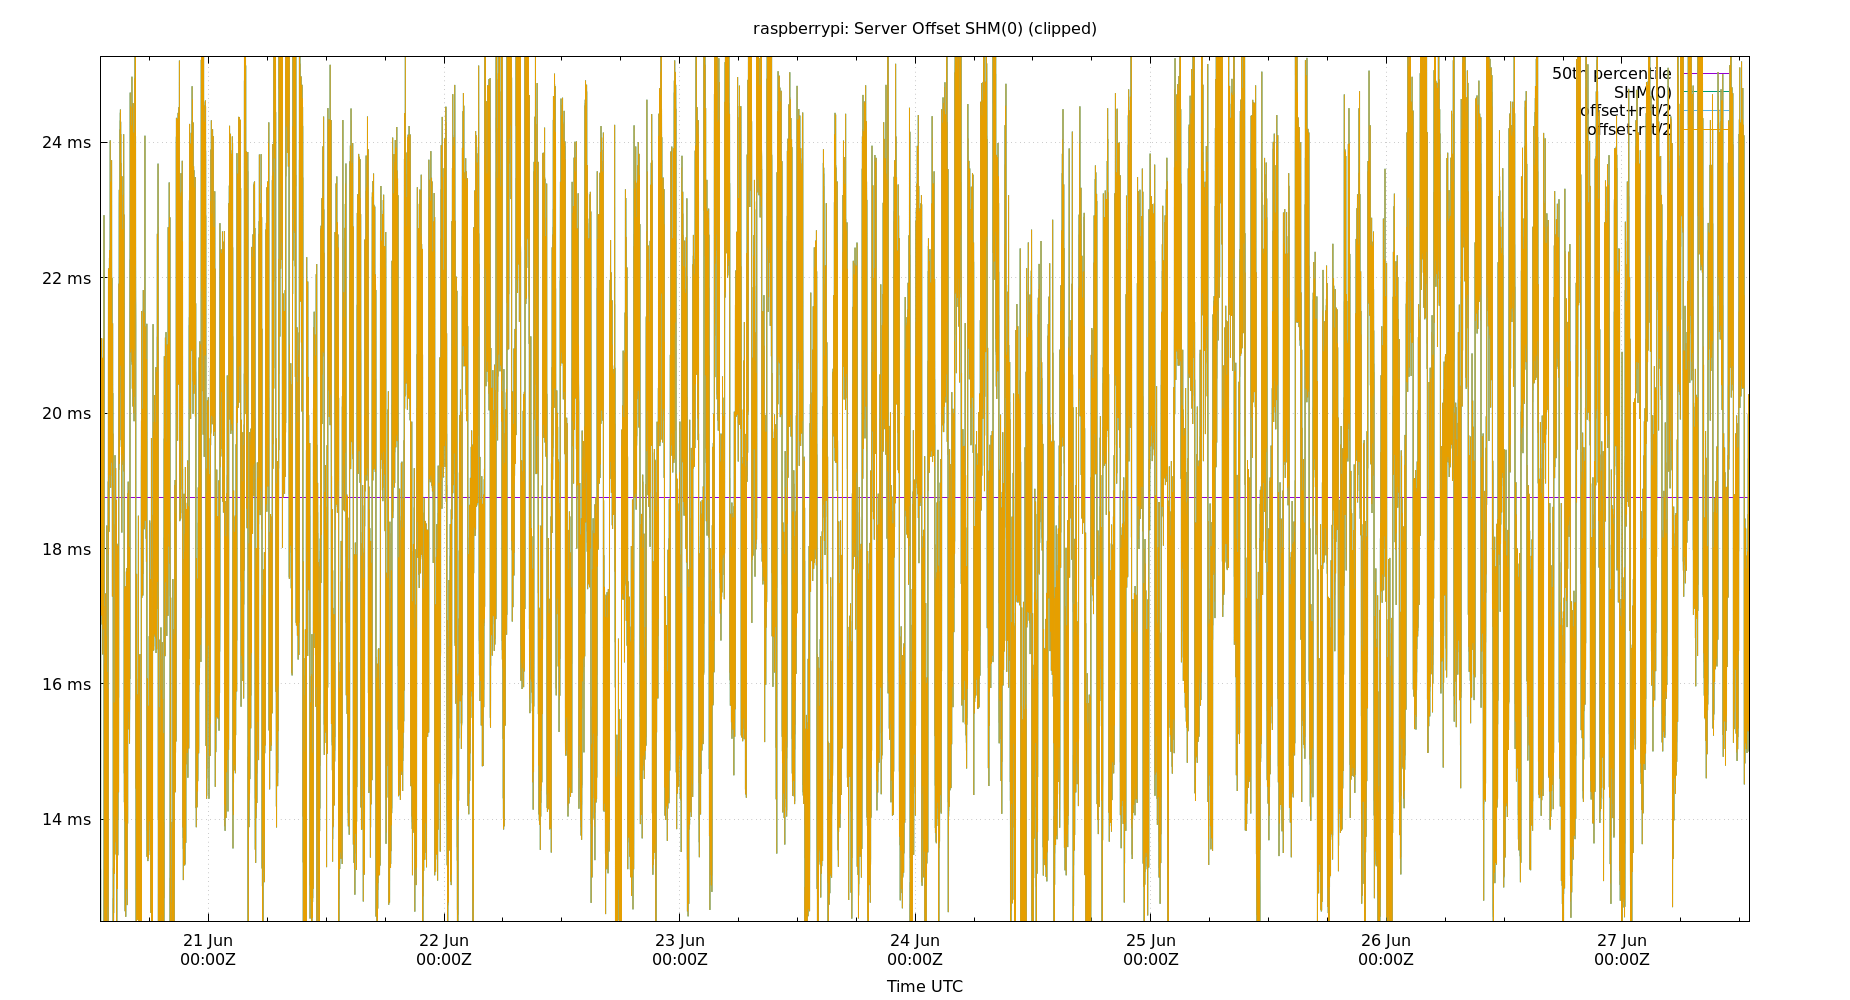 raspberrypi: Server Offset SHM(0) (clipped)
50th percentile
SHM(0)
offset+rtt/2
offset-rtt/2
24 ms
22 ms
20 ms
18 ms
16 ms
14 ms
21 Jun 22 Jun 23 Jun 24 Jun 25 Jun 26 Jun 27 Jun
00:00Z 00:00Z 00:00Z 00:00Z 00:00Z 00:00Z 00:00Z
Time UTC